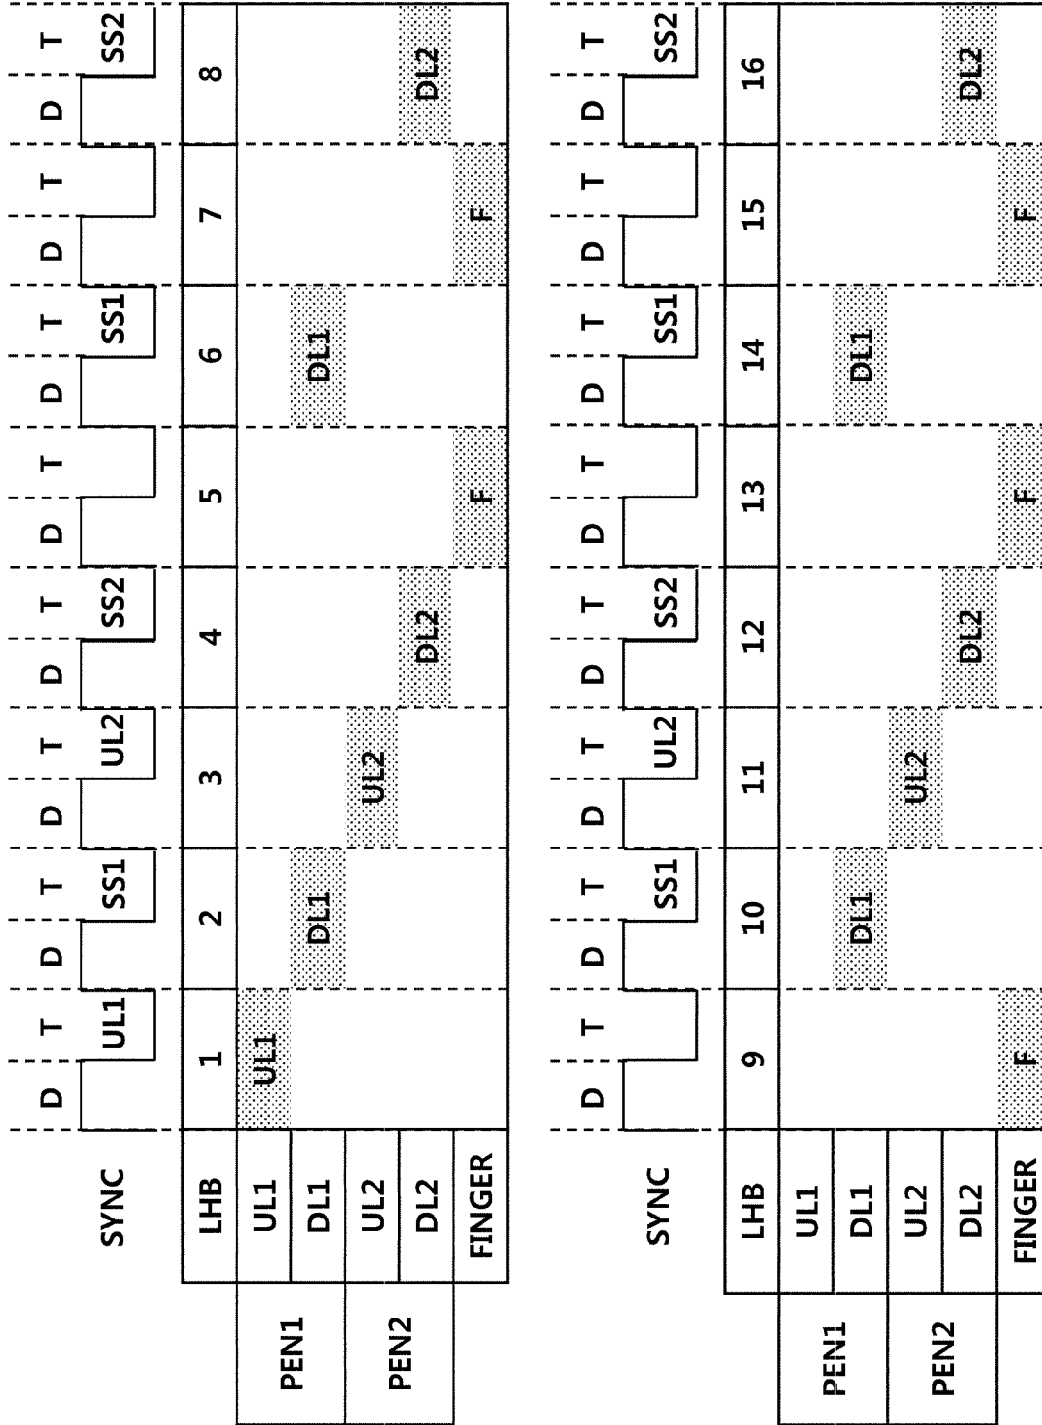 D T D T D T D T D T D T D T D T
SYNC UL1 SS1 UL2 SS2 SS1 SS2
LHB 1 2 3 4 5 6 7 8
PEN1 UL1 UL1
DL1 DL1 DL1
PEN2 UL2 UL2
DL2 DL2 DL2
FINGER F F
D T D T D T D T D T D T D T D T
SYNC SS1 UL2 SS2 SS1 SS2
LHB 9 10 11 12 13 14 15 16
PEN1 UL1
DL1 DL1 DL1
PEN2 UL2 UL2
DL2 DL2 DL2
FINGER F F F